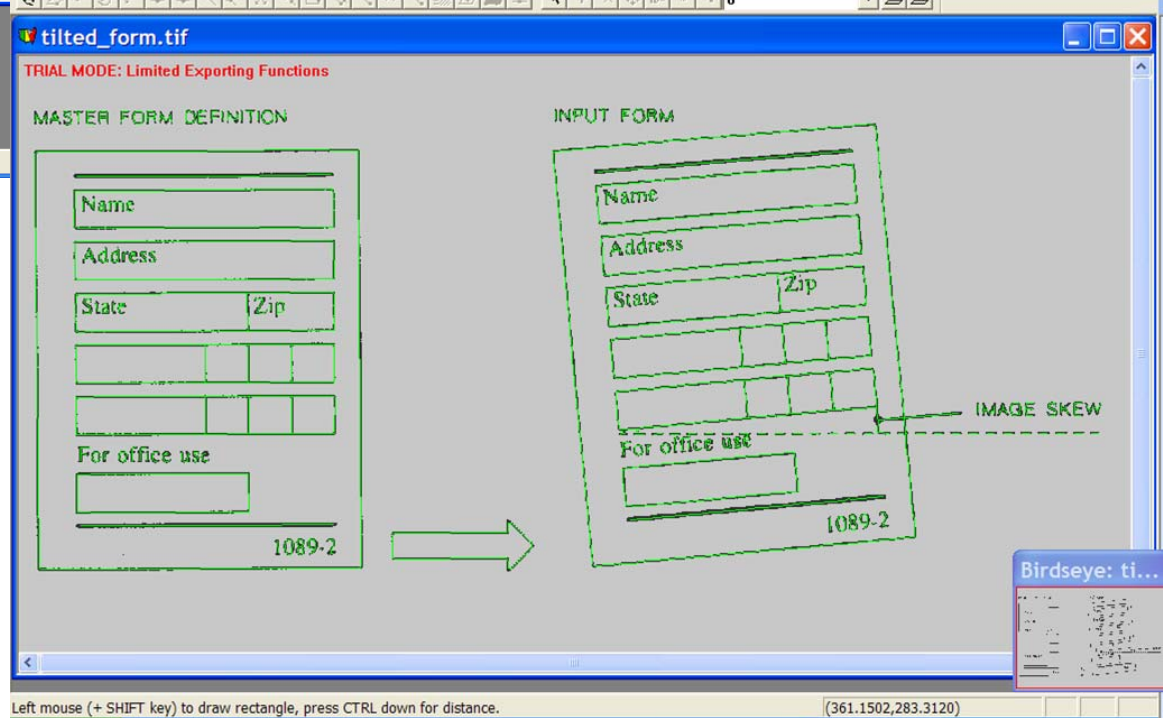 tilted_form.tif
TRIAL MODE: Limited Exporting Functions
MASTER FORM DEFINITION
Name
Address
State Zip
For office use
1089-2
INPUT FORM
Name
Address
State Zip
IMAGE SKEW
For office use
1089-2
Birdseye: ti...
Left mouse (+ SHIFT key) to draw rectangle, press CTRL down for distance.
(361.1502,283.3120)